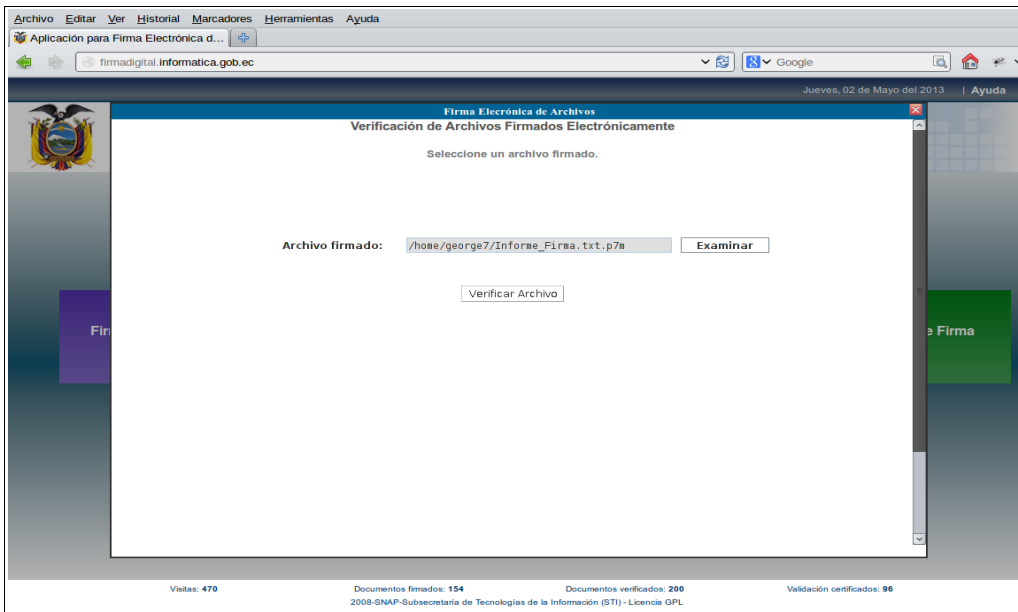 Archivo Editar Ver Historial Marcadores Herramientas Ayuda
Aplicación para Firma Electrónica d...
firmadigital.informatica.gob.ec
Google
Jueves, 02 de Mayo del 2013 | Ayuda
Firma Elecrónica de Archivos
Verificación de Archivos Firmados Electrónicamente
Seleccione un archivo firmado.
Archivo firmado: /home/george7/Informe_Firma.txt.p7m Examinar
Verificar Archivo
Fir
e Firma
Visitas: 470 Documentos firmados: 154 Documentos verificados: 200 Validación certificados: 96
2008-SNAP-Subsecretaría de Tecnologías de la Información (STI) - Licencia GPL